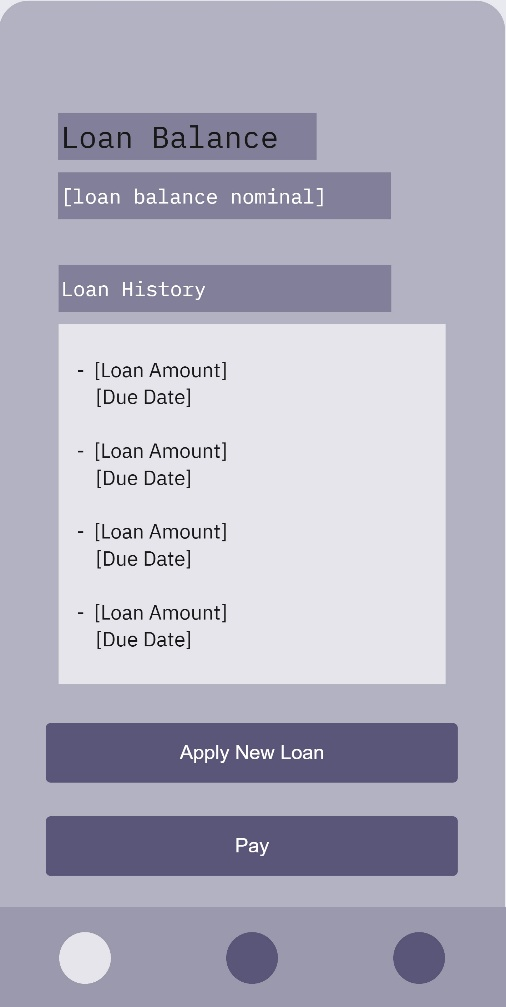 Loan Balance
[loan balance nominal]
Loan History
- [Loan Amount]
[Due Date]
- [Loan Amount]
[Due Date]
- [Loan Amount]
[Due Date]
- [Loan Amount]
[Due Date]
Apply New Loan
Pay